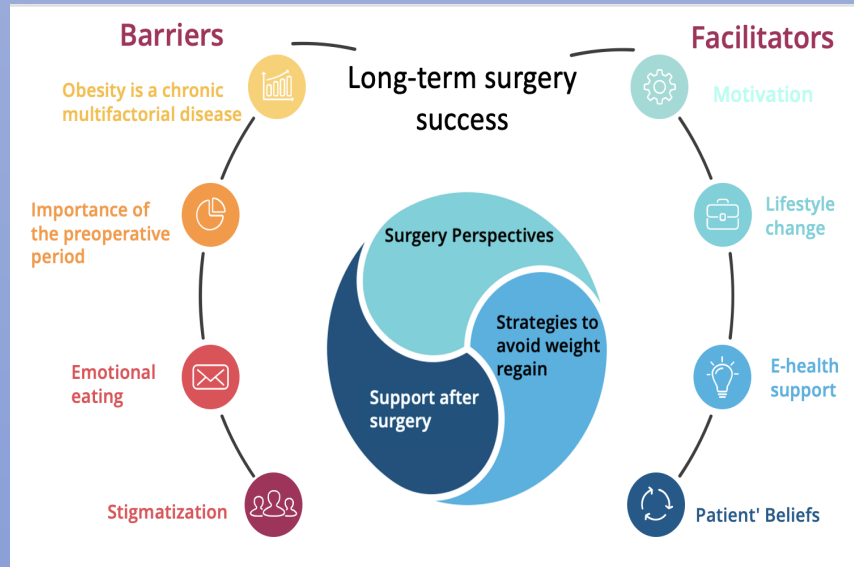 Barriers
Facilitators
Long-term surgery
success
Obesity is a chronic
multifactorial disease
Importance of
the preoperative
period
Emotional
eating
Stigmatization
Surgery Perspectives
Strategies to
avoid weight
regain
Support after
surgery
Motivation
Lifestyle
change
E-health
support
Patient' Beliefs